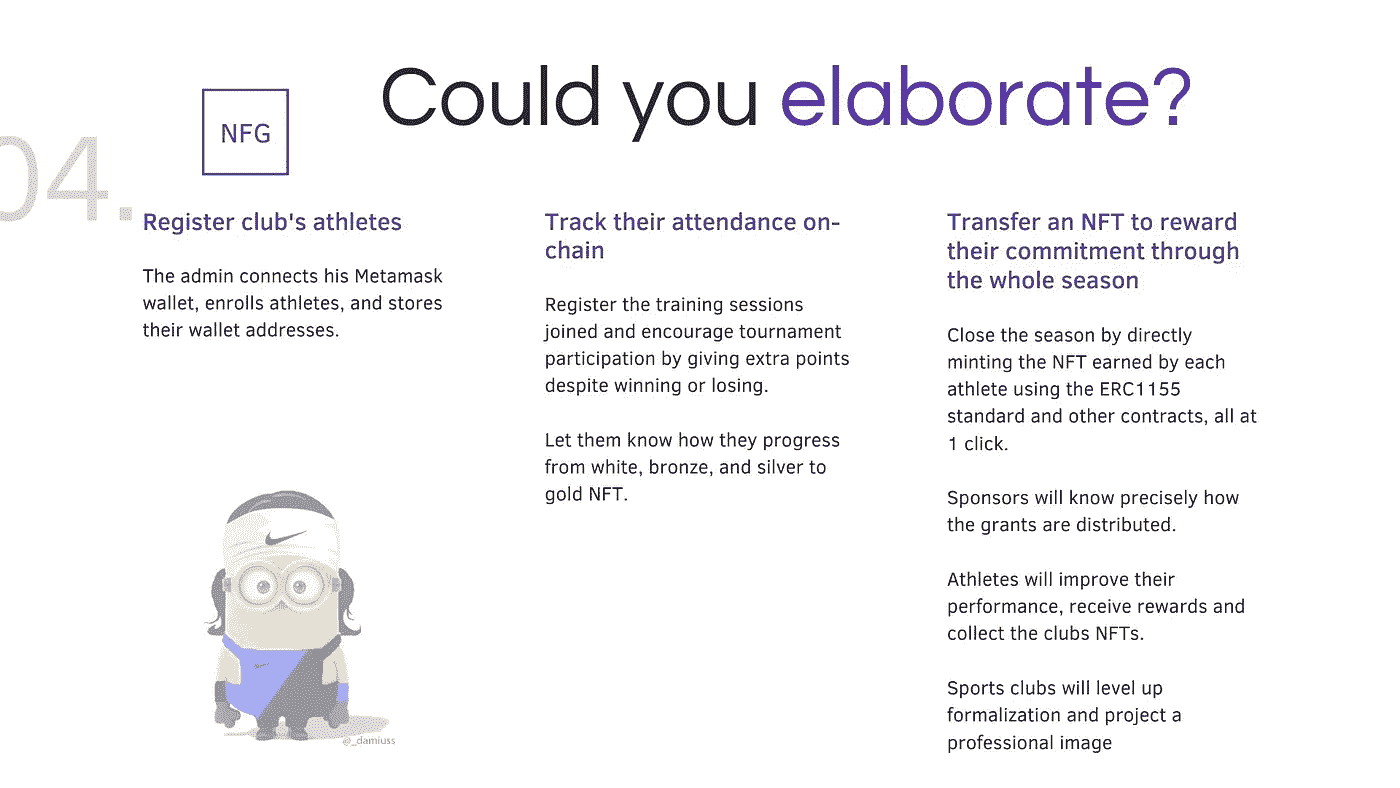 Could you elaborate?
NFG
04.
Register club's athletes
The admin connects his Metamask
wallet, enrolls athletes, and stores
their wallet addresses.
Track their attendance on-
chain
Register the training sessions
joined and encourage tournament
participation by giving extra points
despite winning or losing.
Let them know how they progress
from white, bronze, and silver to
gold NFT.
Transfer an NFT to reward
their commitment through
the whole season
Close the season by directly
minting the NFT earned by each
athlete using the ERC1155
standard and other contracts, all at
1 click.
Sponsors will know precisely how
the grants are distributed.
Athletes will improve their
performance, receive rewards and
collect the clubs NFTs.
Sports clubs will level up
formalization and project a
professional image
@_damiuss